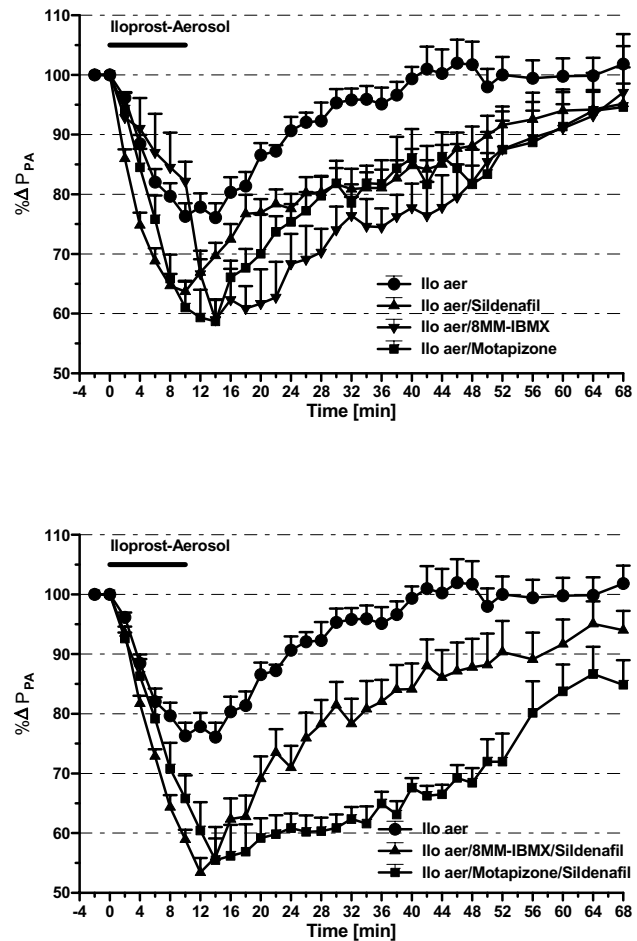 110
Iloprost-Aerosol
100
90
80
70
60
50
%Δ P_PA
Ilo aer
Ilo aer/Sildenafil
Ilo aer/8MM-IBMX
Ilo aer/Motapizone
-4 0 4 8 12 16 20 24 28 32 36 40 44 48 52 56 60 64 68
Time [min]
110
Iloprost-Aerosol
100
90
80
70
60
50
%Δ P_PA
Ilo aer
Ilo aer/8MM-IBMX/Sildenafil
Ilo aer/Motapizone/Sildenafil
-4 0 4 8 12 16 20 24 28 32 36 40 44 48 52 56 60 64 68
Time [min]